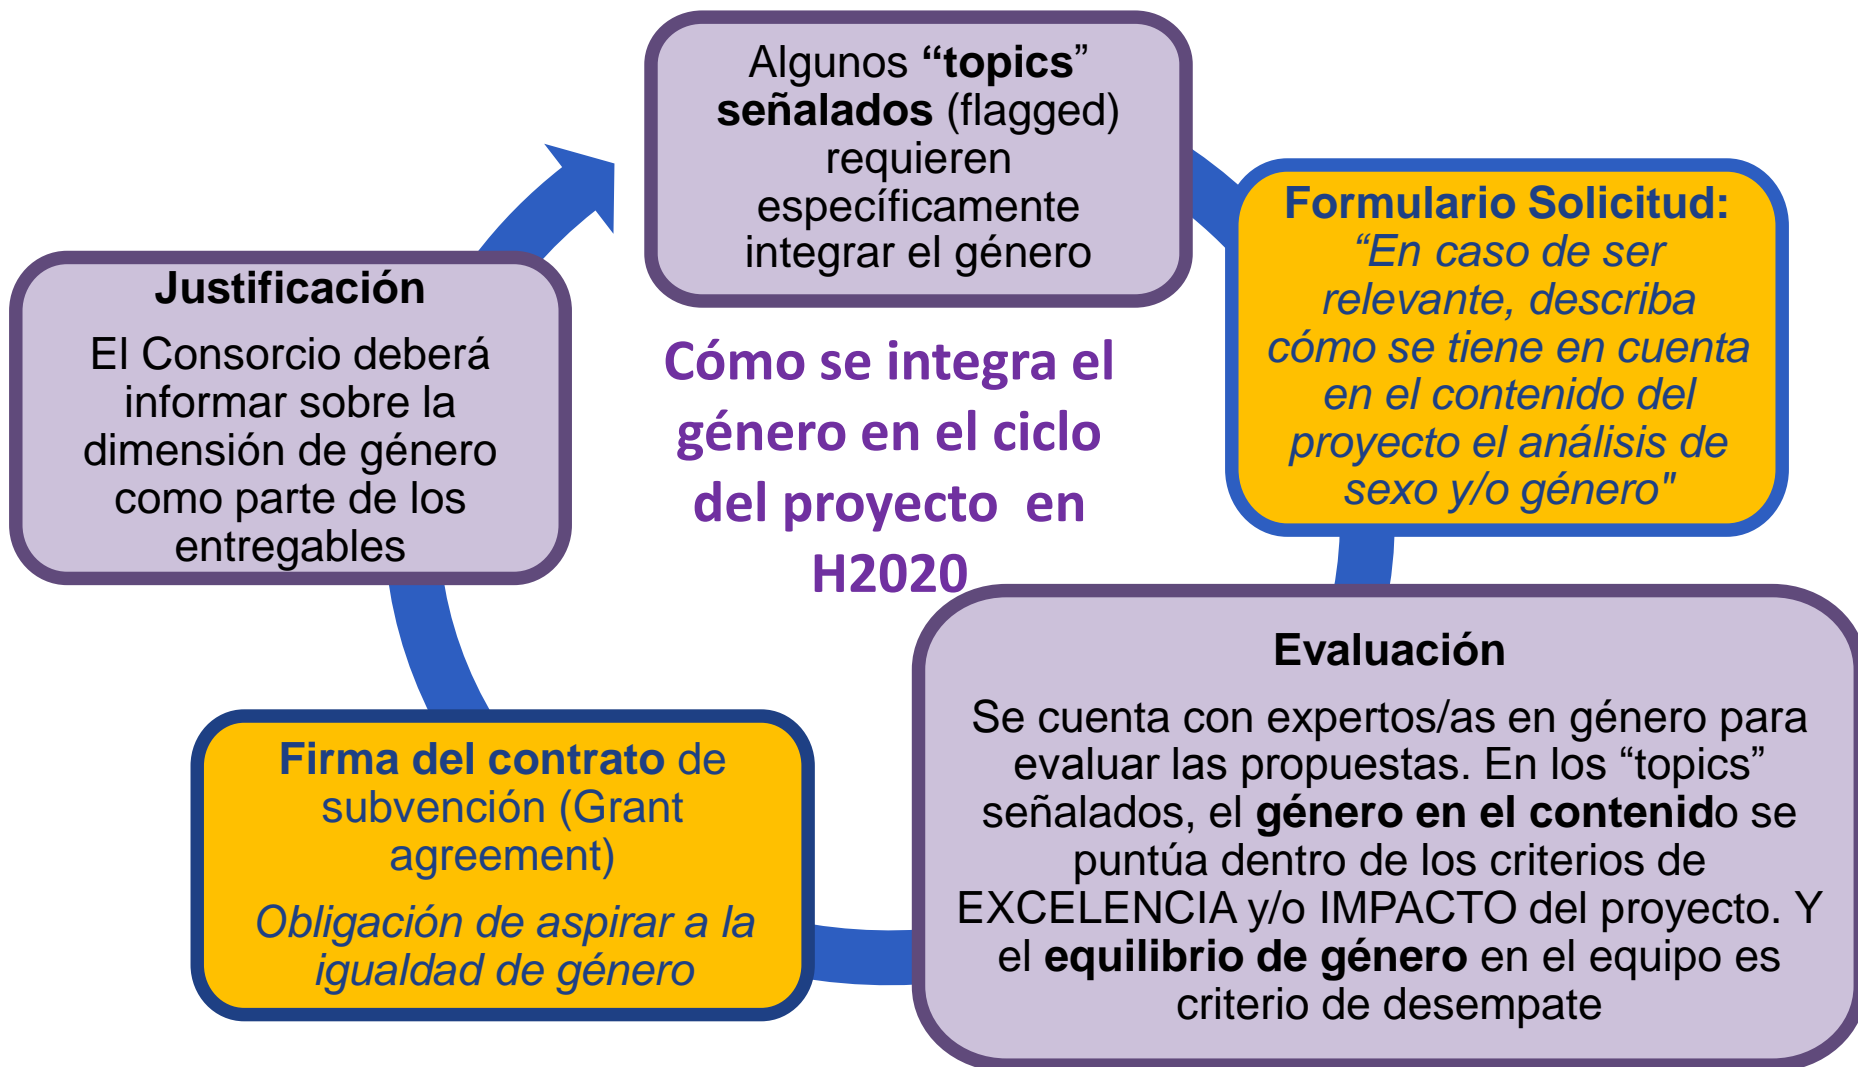 Algunos “topics”
señalados (flagged)
requieren
específicamente
integrar el género
Formulario Solicitud:
“En caso de ser
relevante, describa
cómo se tiene en cuenta
en el contenido del
proyecto el análisis de
sexo y/o género"
Evaluación
Se cuenta con expertos/as en género para
evaluar las propuestas. En los “topics”
señalados, el género en el contenido se
puntúa dentro de los criterios de
EXCELENCIA y/o IMPACTO del proyecto. Y
el equilibrio de género en el equipo es
criterio de desempate
Firma del contrato de
subvención (Grant
agreement)
Obligación de aspirar a la
igualdad de género
Justificación
El Consorcio deberá
informar sobre la
dimensión de género
como parte de los
entregables
Cómo se integra el
género en el ciclo
del proyecto en
H2020